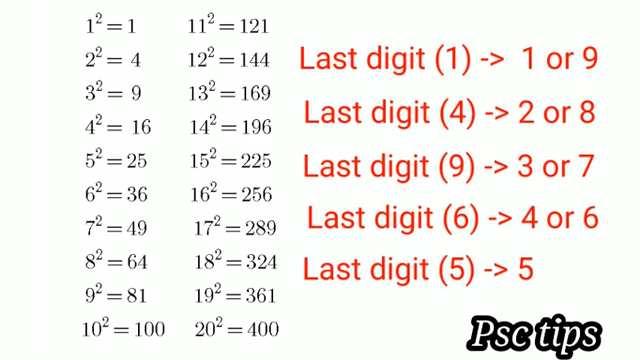 1² = 1 11² = 121
2² = 4 12² = 144
3² = 9 13² = 169
4² = 16 14² = 196
5² = 25 15² = 225
6² = 36 16² = 256
7² = 49 17² = 289
8² = 64 18² = 324
9² = 81 19² = 361
10² = 100 20² = 400
Last digit (1) -> 1 or 9
Last digit (4) -> 2 or 8
Last digit (9) -> 3 or 7
Last digit (6) -> 4 or 6
Last digit (5) -> 5
Psc tips